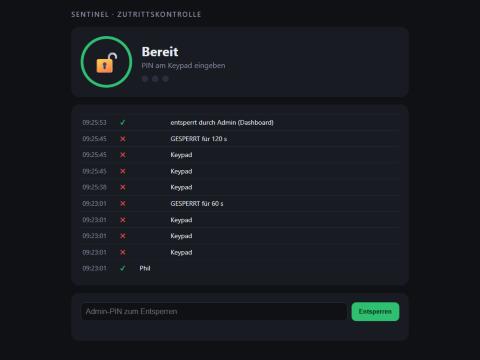 SENTINEL · ZUTRITTSKONTROLLE
Bereit
PIN am Keypad eingeben
09:25:53 ✓ entsperrt durch Admin (Dashboard)
09:25:45 ✕ GESPERRT für 120 s
09:25:45 ✕ Keypad
09:25:45 ✕ Keypad
09:25:38 ✕ Keypad
09:23:01 ✕ GESPERRT für 60 s
09:23:01 ✕ Keypad
09:23:01 ✕ Keypad
09:23:01 ✕ Keypad
09:23:01 ✓ Phil
Admin-PIN zum Entsperren Entsperren